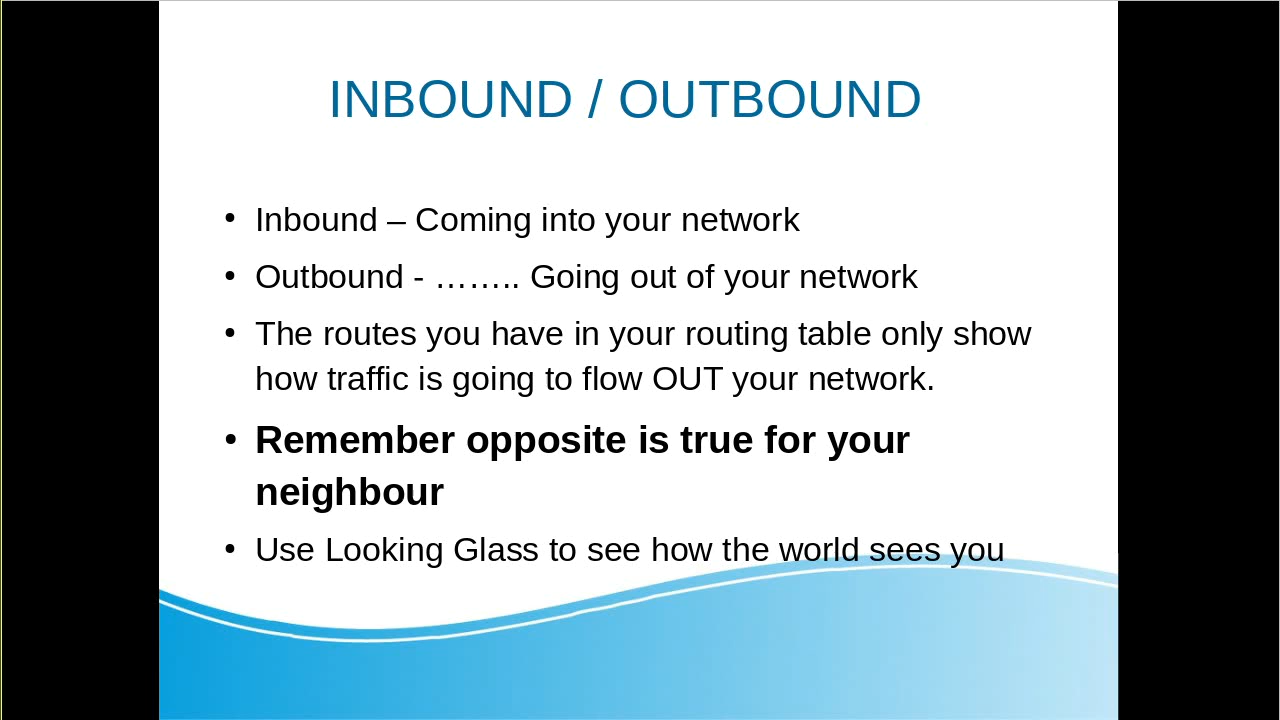 INBOUND / OUTBOUND
• Inbound – Coming into your network
• Outbound - …….. Going out of your network
• The routes you have in your routing table only show
how traffic is going to flow OUT your network.
• Remember opposite is true for your
neighbour
• Use Looking Glass to see how the world sees you